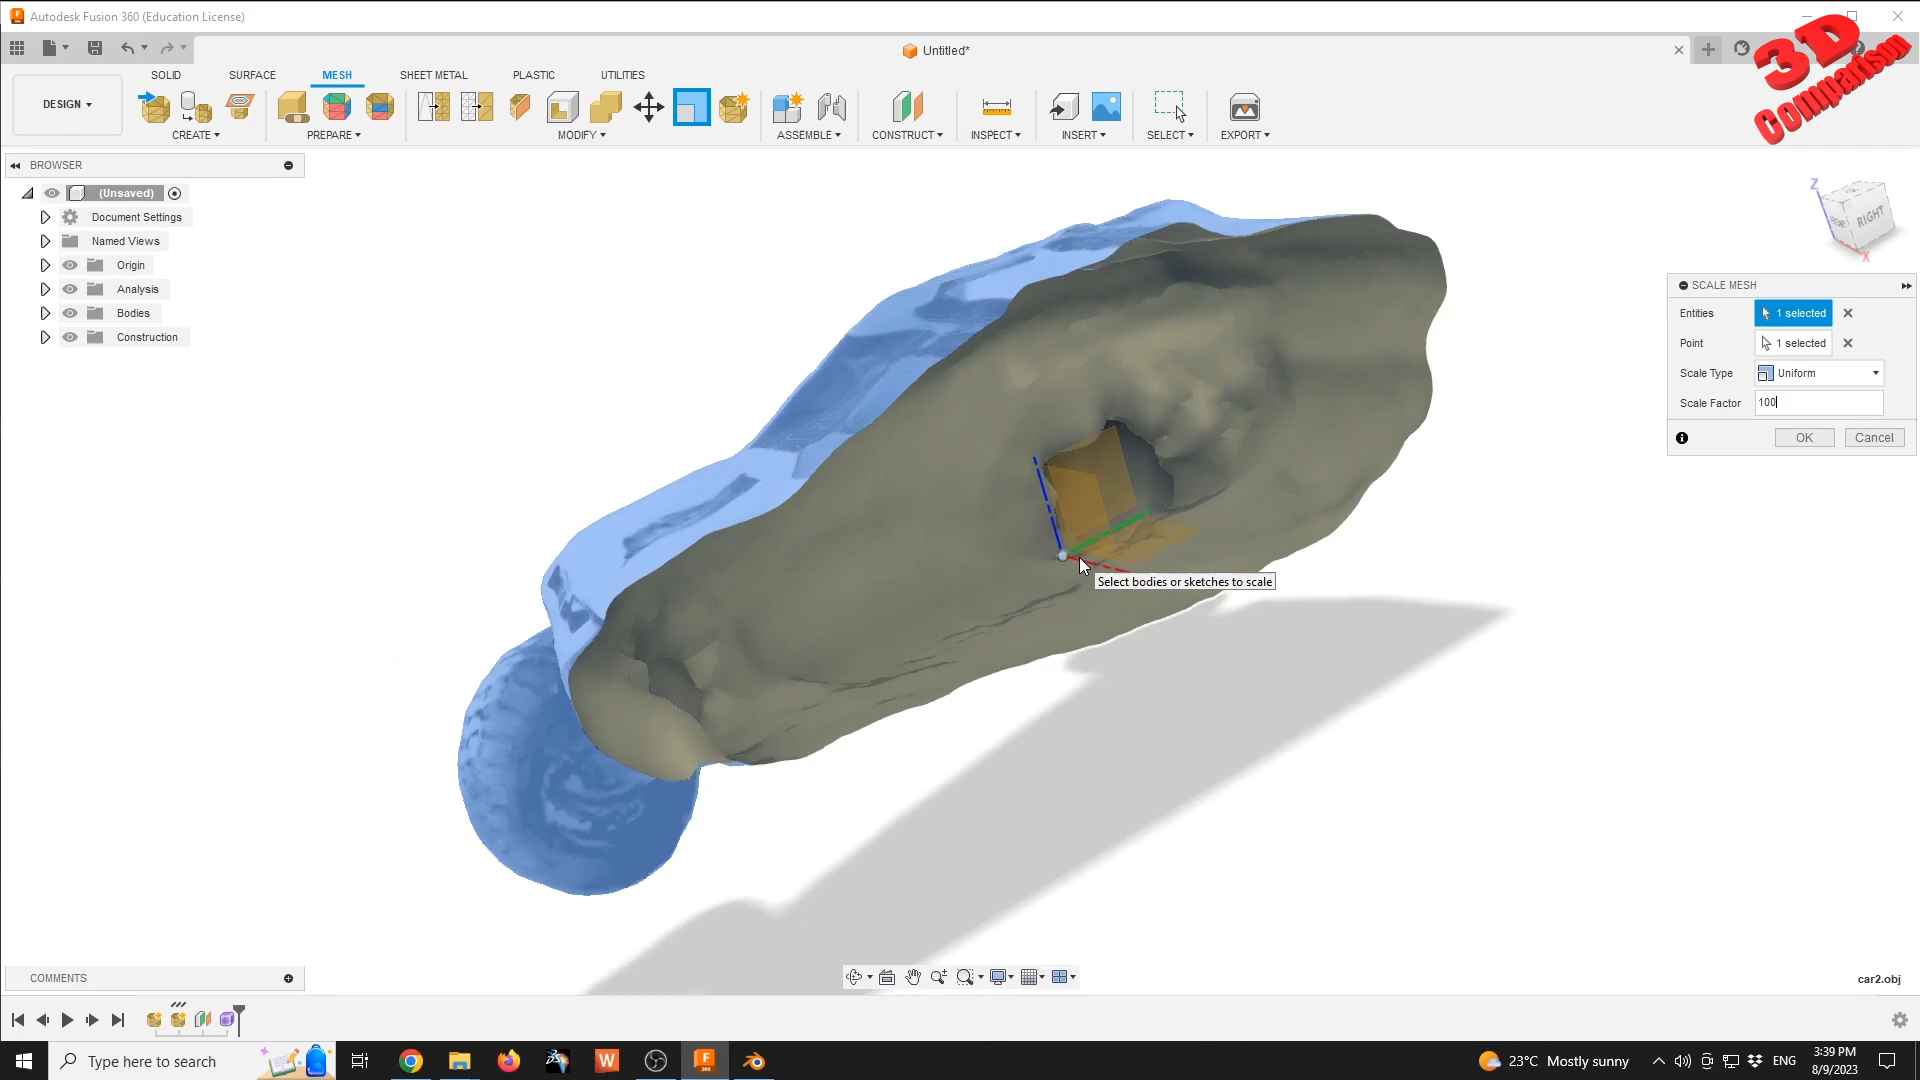 Autodesk Fusion 360 (Education License)
3D
Comparison
Untitled*
SOLID SURFACE MESH SHEET METAL PLASTIC UTILITIES
DESIGN
CREATE PREPARE MODIFY ASSEMBLE CONSTRUCT INSPECT INSERT SELECT EXPORT
BROWSER
(Unsaved)
Document Settings
Named Views
Origin
Analysis
Bodies
Construction
Z
RIGHT
X
SCALE MESH
Entities 1 selected
Point 1 selected
Scale Type Uniform
Scale Factor 100
OK Cancel
Select bodies or sketches to scale
COMMENTS
car2.obj
Type here to search
23°C Mostly sunny
ENG
3:39 PM
8/9/2023